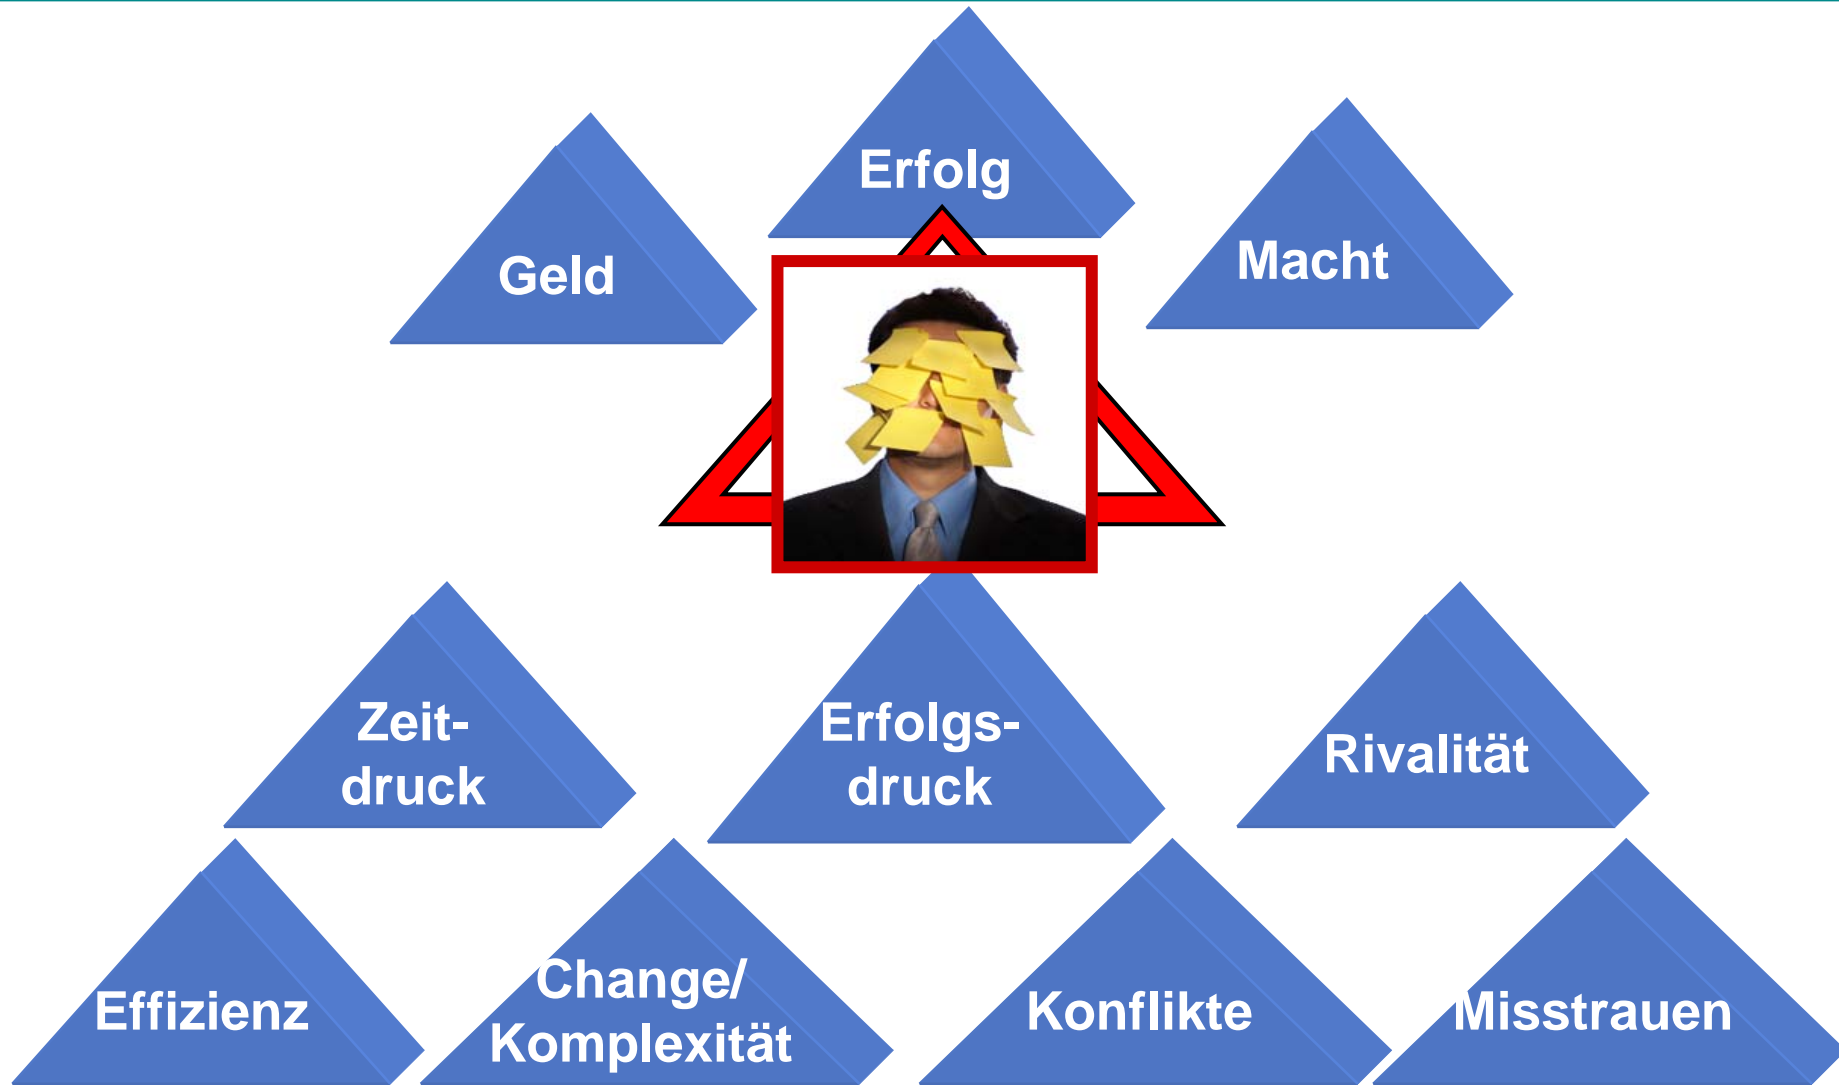 Erfolg
Geld
Macht
Zeit-
druck
Erfolgs-
druck
Rivalität
Effizienz
Change/
Komplexität
Konflikte
Misstrauen